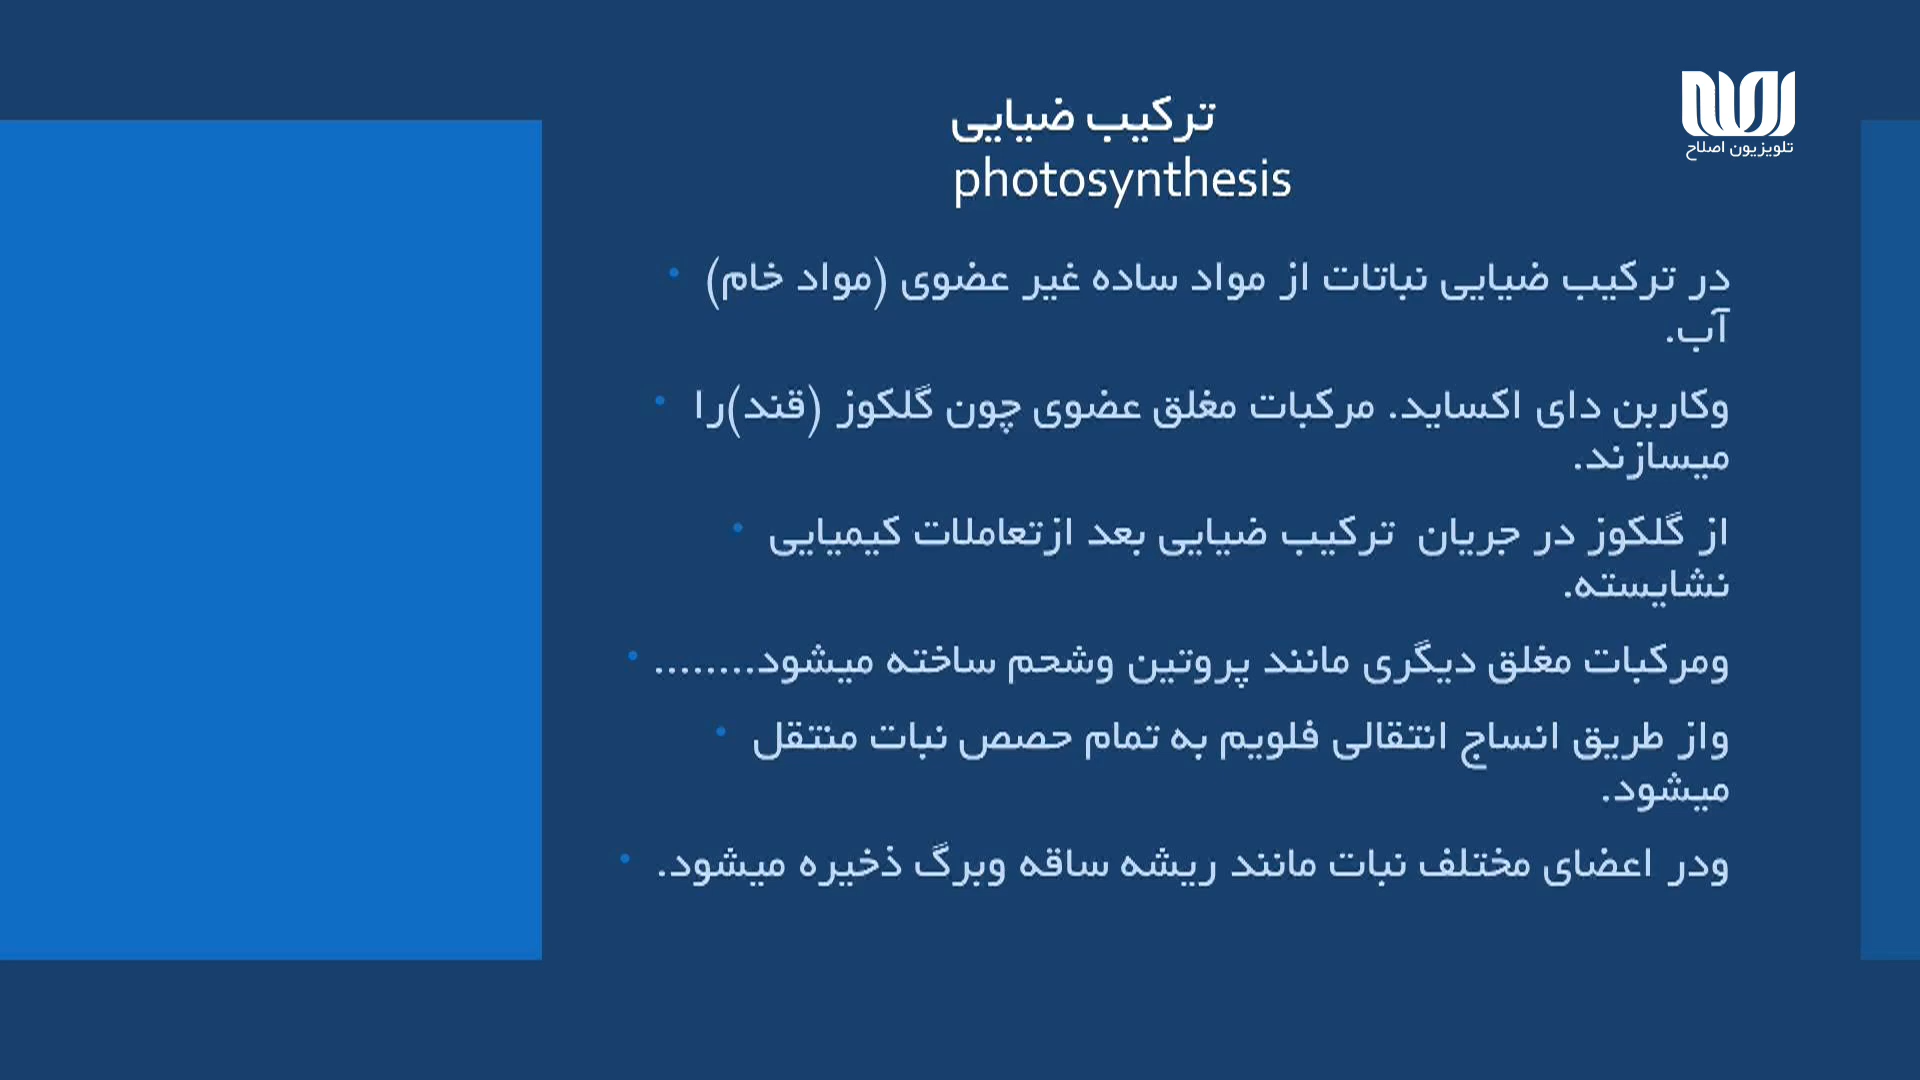 ترکیب ضیایی
photosynthesis
تلویزیون اصلاح
در ترکیب ضیایی نباتات از مواد ساده غیر عضوی (مواد خام)
آب.
وکاربن دای اکساید. مرکبات مغلق عضوی چون گلکوز (قند)را
میسازند.
از گلکوز در جریان ترکیب ضیایی بعد ازتعاملات کیمیایی
نشایسته.
ومرکبات مغلق دیگری مانند پروتین وشحم ساخته میشود........
واز طریق انساج انتقالی فلویم به تمام حصص نبات منتقل
میشود.
ودر اعضای مختلف نبات مانند ریشه ساقه وبرگ ذخیره میشود.